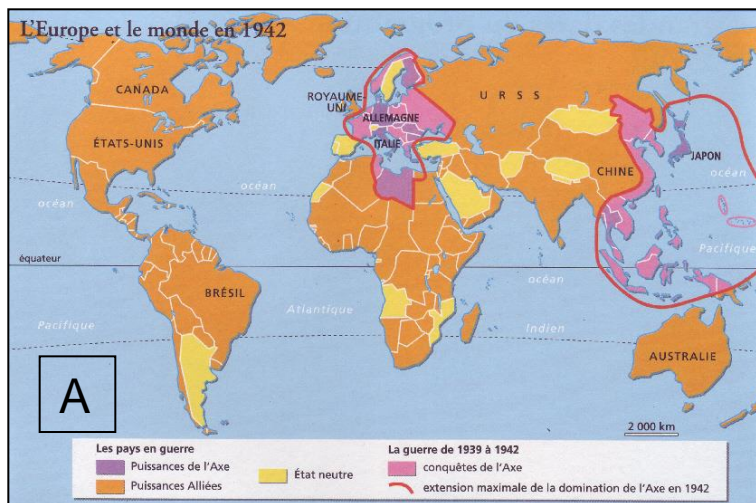 L'Europe et le monde en 1942
CANADA
ROYAUME-
UNI
U R S S
ALLEMAGNE
ÉTATS-UNIS
ITALIE
JAPON
CHINE
océan
océan
océan
Pacifique
équateur
océan
BRÉSIL
Atlantique
Pacifique
Indien
AUSTRALIE
A
2 000 km
Les pays en guerre
Puissances de l'Axe
Puissances Alliées
État neutre
La guerre de 1939 à 1942
conquêtes de l'Axe
extension maximale de la domination de l'Axe en 1942